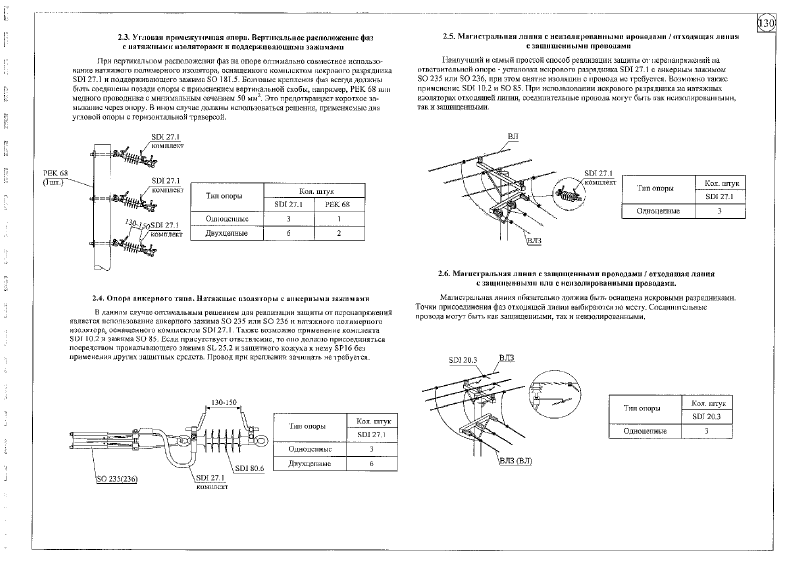 130
2.3. Угловая промежуточная опора. Вертикальное расположение фаз
с натяжными изоляторами и поддерживающими зажимами
При вертикальном расположении фаз на опоре оптимально совместное использо-
вание натяжного полимерного изолятора, оснащенного комплектом искрового разрядника
SDI 27.1 и поддерживающего зажима SO 181.5. Болтовые крепления фаз всегда должны
быть соединены позади опоры с применением вертикальной скобы, например, PEK 68 или
медного проводника с минимальным сечением 50 мм². Это предотвращает короткое за-
мыкание через опору. В ином случае должны использоваться решения, применяемые для
угловой опоры с горизонтальной траверсой.
SDI 27.1
комплект
PEK 68
(1шт.)
SDI 27.1
комплект
130-150
SDI 27.1
комплект
Тип опоры
Кол. штук
SDI 27.1
PEK 68
Одноцепные
3
1
Двухцепные
6
2
2.4. Опора анкерного типа. Натяжные изоляторы с анкерными зажимами
В данном случае оптимальным решением для реализации защиты от перенапряжений
является использование анкерного зажима SO 235 или SO 236 и натяжного полимерного
изолятора, оснащенного комплектом SDI 27.1. Также возможно применение комплекта
SDI 10.2 и зажима SO 85. Если присутствует ответвление, то оно должно присоединяться
посредством прокалывающего зажима SL 25.2 и защитного кожуха к нему SP16 без
применения других защитных средств. Провод при креплении зачищать не требуется.
130-150
SO 235(236)
SDI 27.1
комплект
SDI 80.6
Тип опоры
Кол. штук
SDI 27.1
Одноцепные
3
Двухцепные
6
2.5. Магистральная линия с неизолированными проводами / отходящая линия
с защищенными проводами
Наилучший и самый простой способ реализации защиты от перенапряжений на
ответвительной опоре - установка искрового разрядника SDI 27.1 с анкерным зажимом
SO 235 или SO 236, при этом снятие изоляции с провода не требуется. Возможно также
применение SDI 10.2 и SO 85. При использовании искрового разрядника на натяжных
изоляторах отходящей линии, соединительные провода могут быть как неизолированными,
так и защищенными.
ВЛ
SDI 27.1
комплект
ВЛЗ
Тип опоры
Кол. штук
SDI 27.1
Одноцепные
3
2.6. Магистральная линия с защищенными проводами / отходящая линия
с защищенными или с неизолированными проводами.
Магистральная линия обязательно должна быть оснащена искровыми разрядниками.
Точки присоединения фаз отходящей линии выбираются по месту. Соединительные
провода могут быть как защищенными, так и неизолированными.
SDI 20.3
ВЛЗ
ВЛЗ (ВЛ)
Тип опоры
Кол. штук
SDI 20.3
Одноцепные
3